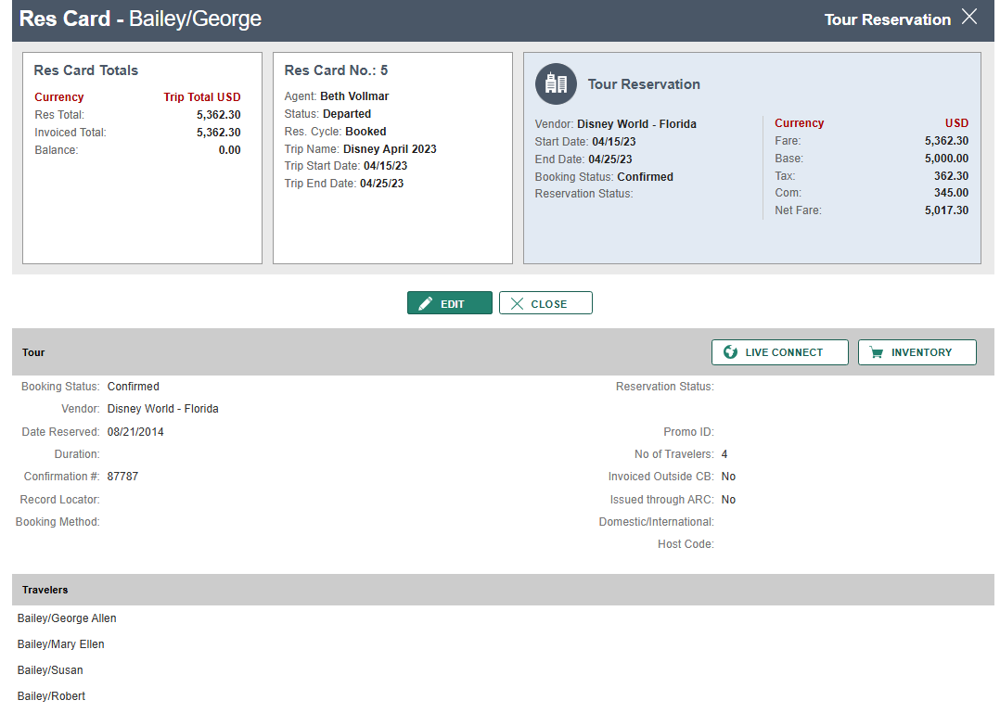 Res Card - Bailey/George
Tour Reservation
Res Card Totals
Currency Trip Total USD
Res Total: 5,362.30
Invoiced Total: 5,362.30
Balance: 0.00
Res Card No.: 5
Agent: Beth Vollmar
Status: Departed
Res. Cycle: Booked
Trip Name: Disney April 2023
Trip Start Date: 04/15/23
Trip End Date: 04/25/23
Tour Reservation
Vendor: Disney World - Florida
Start Date: 04/15/23
End Date: 04/25/23
Booking Status: Confirmed
Reservation Status:
Currency USD
Fare: 5,362.30
Base: 5,000.00
Tax: 362.30
Com: 345.00
Net Fare: 5,017.30
EDIT
CLOSE
Tour
LIVE CONNECT
INVENTORY
Booking Status: Confirmed
Vendor: Disney World - Florida
Date Reserved: 08/21/2014
Duration:
Confirmation #: 87787
Record Locator:
Booking Method:
Reservation Status:
Promo ID:
No of Travelers: 4
Invoiced Outside CB: No
Issued through ARC: No
Domestic/International:
Host Code:
Travelers
Bailey/George Allen
Bailey/Mary Ellen
Bailey/Susan
Bailey/Robert